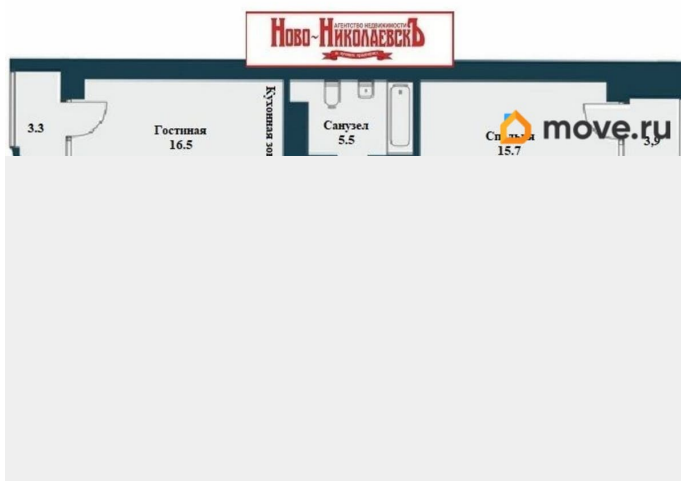 АГЕНТСТВО НЕДВИЖИМОСТИ
НОВО~НИКОЛАЕВСКЪ
3.3
Гостиная
16.5
Кухонная
Санузел
5.5
15.7
move.ru
3,9